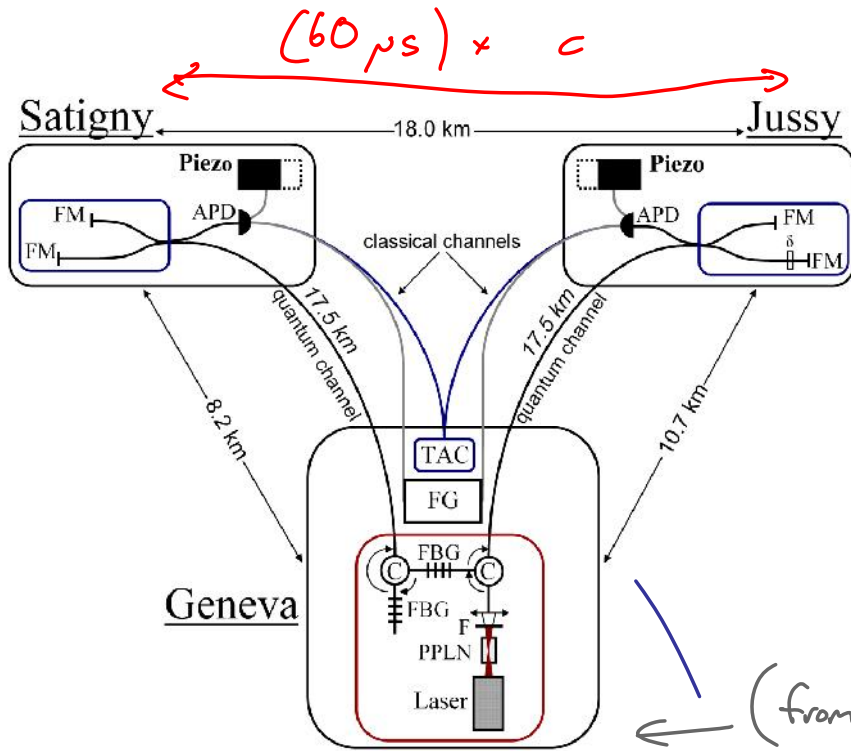 (60 μs) × c
Satigny
18.0 km
Jussy
Piezo
Piezo
FM
APD
APD
FM
FM
δ
FM
classical channels
17.5 km
quantum channel
17.5 km
quantum channel
8.2 km
10.7 km
TAC
FG
FBG
C
C
Geneva
FBG
F
PPLN
Laser
(from